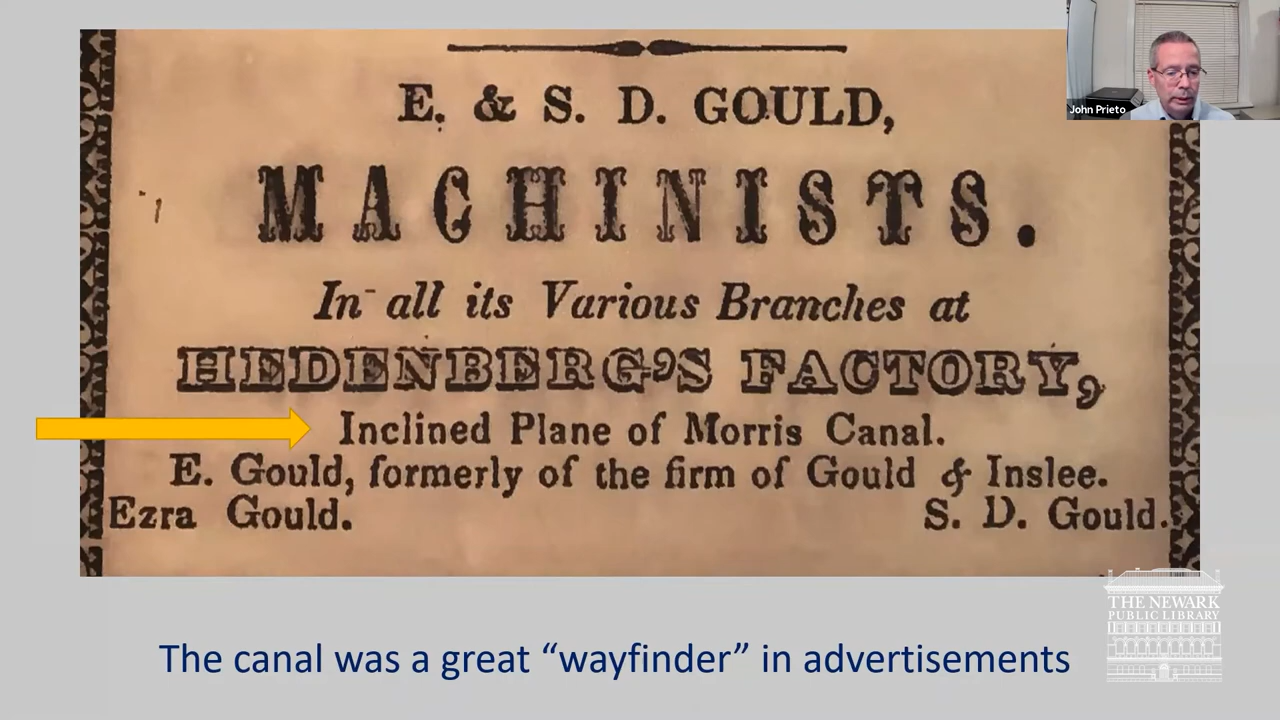 John Prieto
E. & S. D. GOULD,
MACHINISTS.
In all its Various Branches at
HEDENBERG'S FACTORY,
Inclined Plane of Morris Canal.
E. Gould, formerly of the firm of Gould & Inslee.
Ezra Gould. S. D. Gould.
THE NEWARK
PUBLIC LIBRARY
The canal was a great “wayfinder” in advertisements